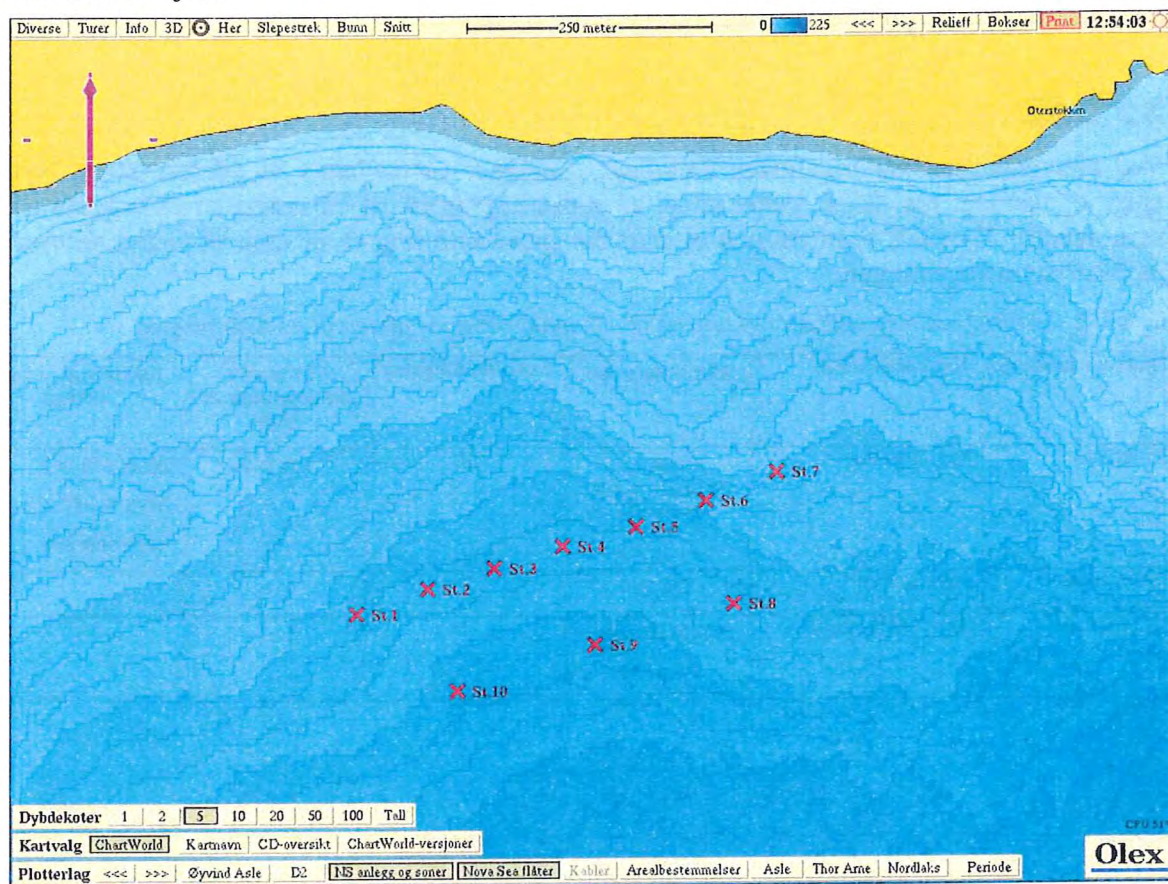 Diverse Turer Info 3D Her Slepestrek Bunn Snitt 250 meter 0 225 <<< >>> Relieff Bokser Print 12:54:03
Oterstokken
St.7
St.6
St.5
St.4
St.3
St.2
St.1
St.8
St.9
St.10
Dybdekoter 1 2 5 10 20 50 100 Tall
Kartvalg ChartWorld Kartnavn CD-oversikt ChartWorld-versjoner
Olex
Plotterlag <<< >>> Øyvind Asle D2 NS anlegg og soner Nova Sea flåter Kabler Arealbestemmelser Asle Thor Arne Nordlaks Periode